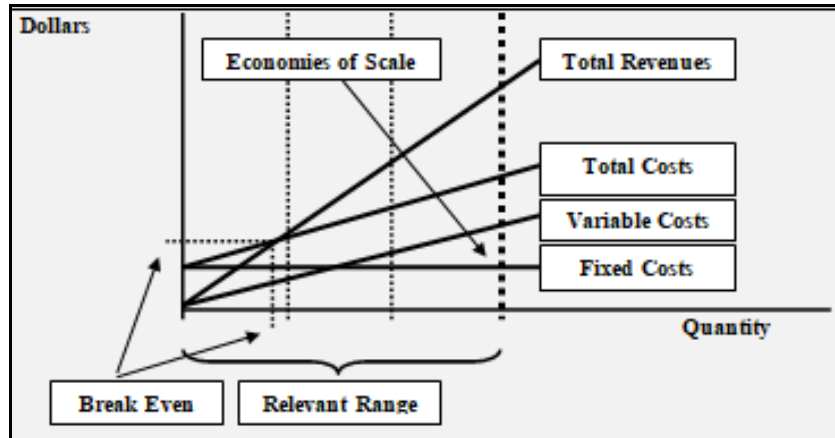 Dollars
Economies of Scale
Total Revenues
Total Costs
Variable Costs
Fixed Costs
Quantity
Break Even
Relevant Range